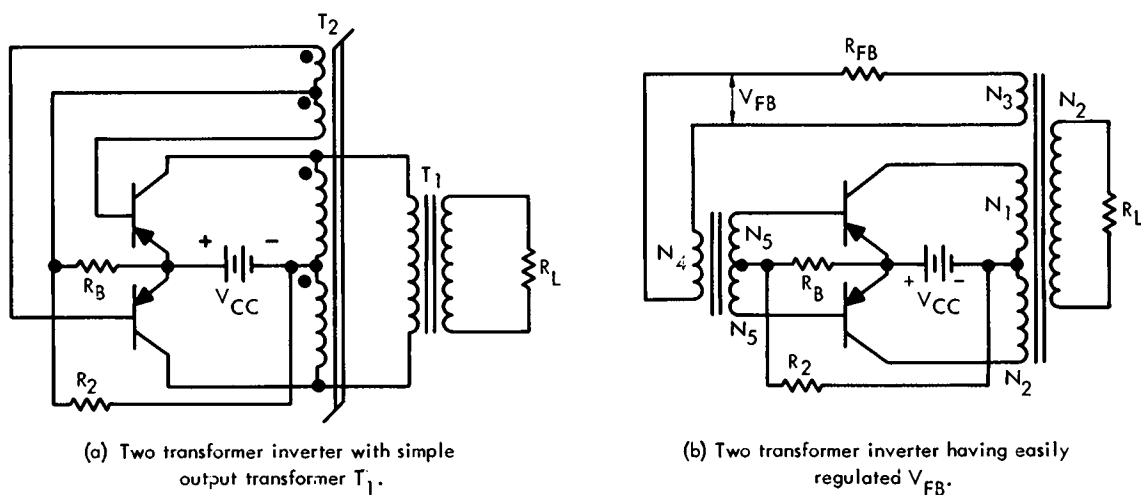 T2
T1
+ -
RB
VCC
RL
R2
(a) Two transformer inverter with simple
output transformer T1.
RFB
VFB
N3
N2
N1
RL
N5
N4
RB
+ VCC -
N5
R2
N2
(b) Two transformer inverter having easily
regulated VFB.